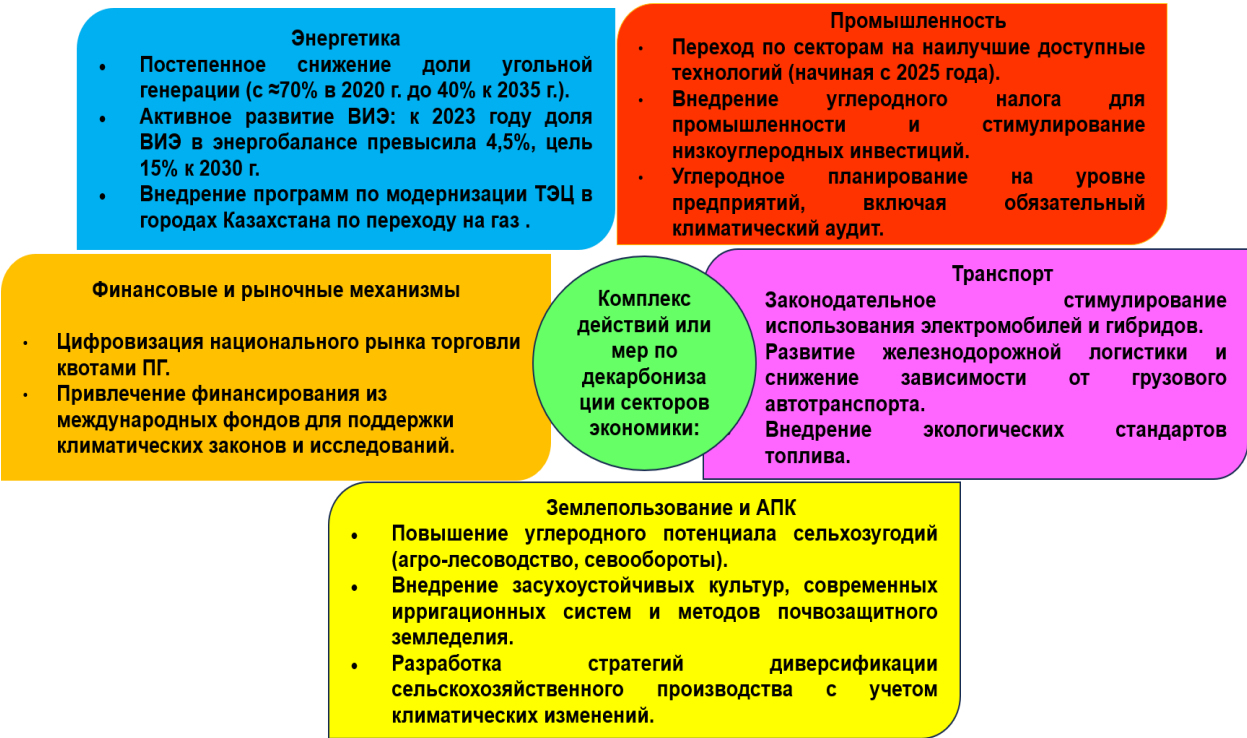 Энергетика
• Постепенное снижение доли угольной
генерации (с ≈70% в 2020 г. до 40% к 2035 г.).
• Активное развитие ВИЭ: к 2023 году доля
ВИЭ в энергобалансе превысила 4,5%, цель
15% к 2030 г.
• Внедрение программ по модернизации ТЭЦ в
городах Казахстана по переходу на газ .
Промышленность
• Переход по секторам на наилучшие доступные
технологий (начиная с 2025 года).
• Внедрение углеродного налога для
промышленности и стимулирование
низкоуглеродных инвестиций.
• Углеродное планирование на уровне
предприятий, включая обязательный
климатический аудит.
Финансовые и рыночные механизмы
• Цифровизация национального рынка торговли
квотами ПГ.
• Привлечение финансирования из
международных фондов для поддержки
климатических законов и исследований.
Комплекс
действий или
мер по
декарбониза
ции секторов
экономики:
Транспорт
Законодательное стимулирование
использования электромобилей и гибридов.
Развитие железнодорожной логистики и
снижение зависимости от грузового
автотранспорта.
Внедрение экологических стандартов
топлива.
Землепользование и АПК
• Повышение углеродного потенциала сельхозугодий
(агро-лесоводство, севообороты).
• Внедрение засухоустойчивых культур, современных
ирригационных систем и методов почвозащитного
земледелия.
• Разработка стратегий диверсификации
сельскохозяйственного производства с учетом
климатических изменений.